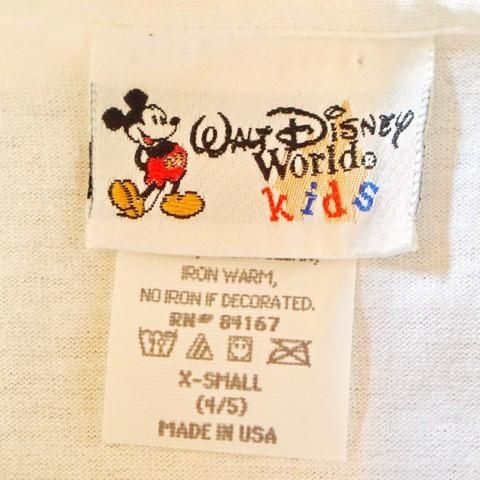 WALT DISNEY
World®
kids
IRON WARM,
NO IRON IF DECORATED.
RN# 84167
X-SMALL
(4/5)
MADE IN USA